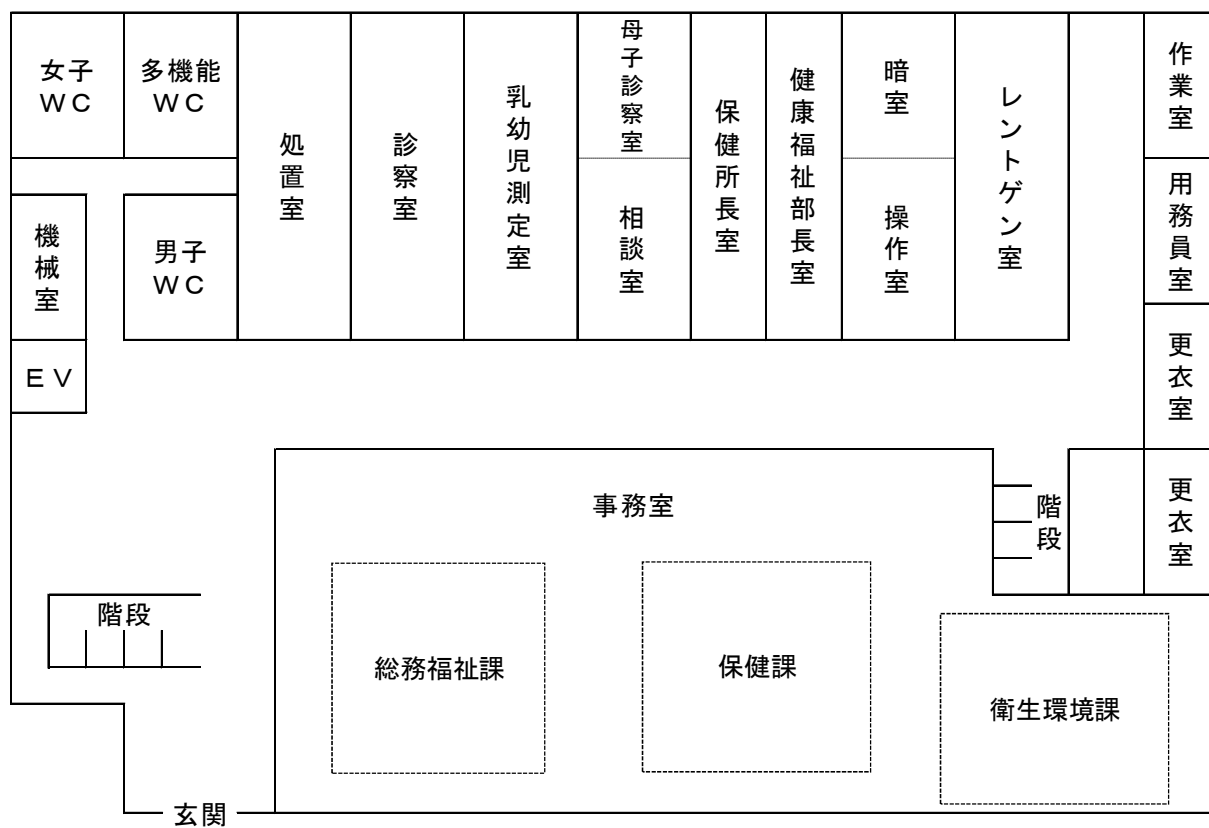 女子
ＷＣ
多機能
ＷＣ
処置室
診察室
乳幼児測定室
母子診察室
相談室
保健所長室
健康福祉部長室
暗室
操作室
レントゲン室
作業室
用務員室
更衣室
更衣室
機械室
男子
ＷＣ
ＥＶ
事務室
階段
階段
総務福祉課
保健課
衛生環境課
玄関